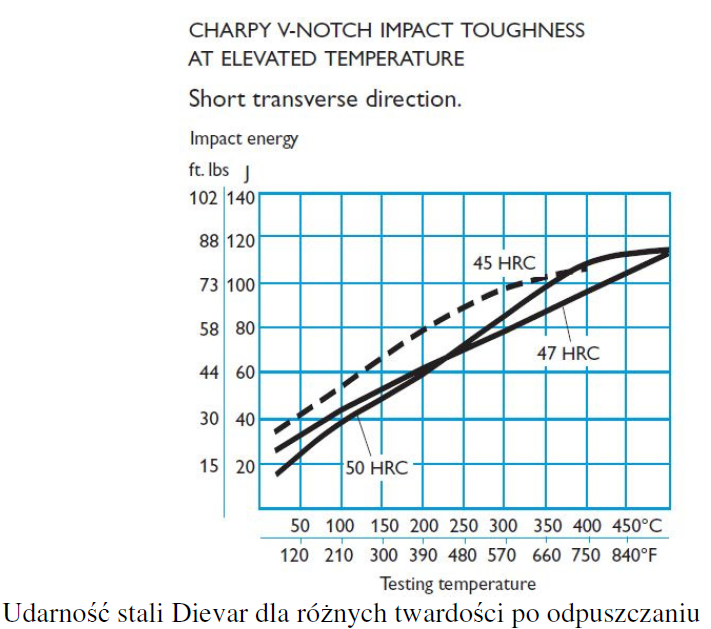 CHARPY V-NOTCH IMPACT TOUGHNESS
AT ELEVATED TEMPERATURE
Short transverse direction.
Impact energy
ft. lbs J
102 140
88 120
45 HRC
73 100
58 80
47 HRC
44 60
30 40
15 20
50 HRC
50 100 150 200 250 300 350 400 450°C
120 210 300 390 480 570 660 750 840°F
Testing temperature
Udarność stali Dievar dla różnych twardości po odpuszczaniu